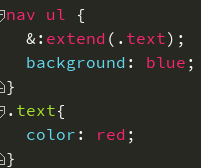 nav ul {
  &:extend(.text);
  background: blue;
}
.text{
  color: red;
}